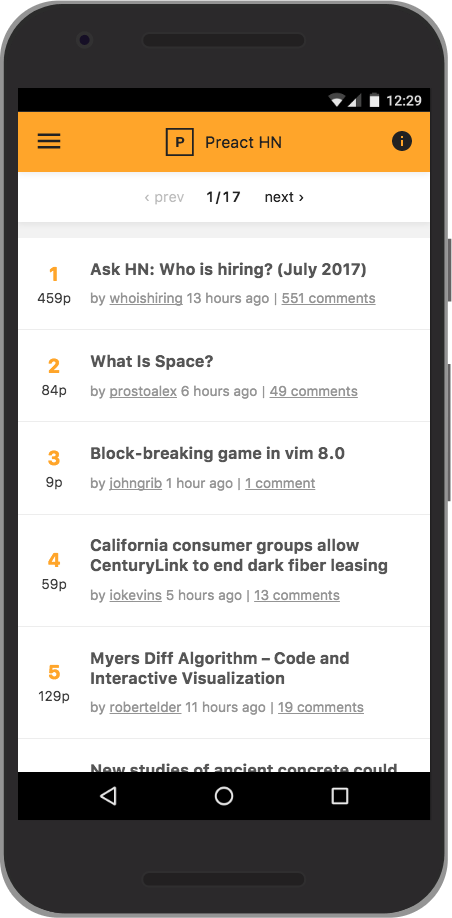 12:29
P Preact HN
‹ prev 1/17 next ›
1
Ask HN: Who is hiring? (July 2017)
459p
by whoishiring 13 hours ago | 551 comments
2
What Is Space?
84p
by prostoalex 6 hours ago | 49 comments
3
Block-breaking game in vim 8.0
9p
by johngrib 1 hour ago | 1 comment
4
California consumer groups allow
CenturyLink to end dark fiber leasing
59p
by iokevins 5 hours ago | 13 comments
5
Myers Diff Algorithm – Code and
Interactive Visualization
129p
by robertelder 11 hours ago | 19 comments
New studies of ancient concrete could